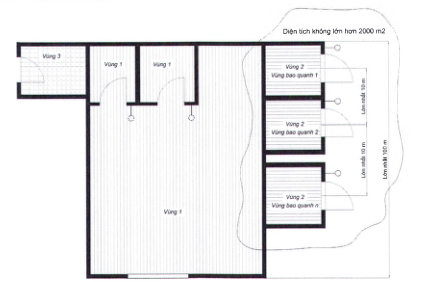 Diện tích không lớn hơn 2000 m2
Vùng 3
Vùng 1
Vùng 1
Vùng 2
Vùng bao quanh 1
Lớn nhất 10 m
Vùng 2
Vùng bao quanh 2
Lớn nhất 10 m
Lớn nhất 100 m
Vùng 2
Vùng bao quanh n
Vùng 1